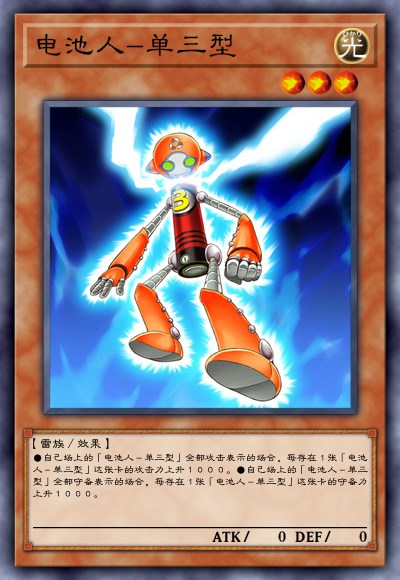 电池人-单三型
光
ひかり
3
【雷族／效果】
●自己场上的「电池人－单三型」全部攻击表示的场合，每存在1张「电池
人－单三型」这张卡的攻击力上升1000。●自己场上的「电池人－单三
型」全部守备表示的场合，每存在1张「电池人－单三型」这张卡的守备力
上升1000。
ATK/ 0 DEF/ 0